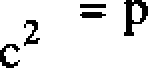 c² = p